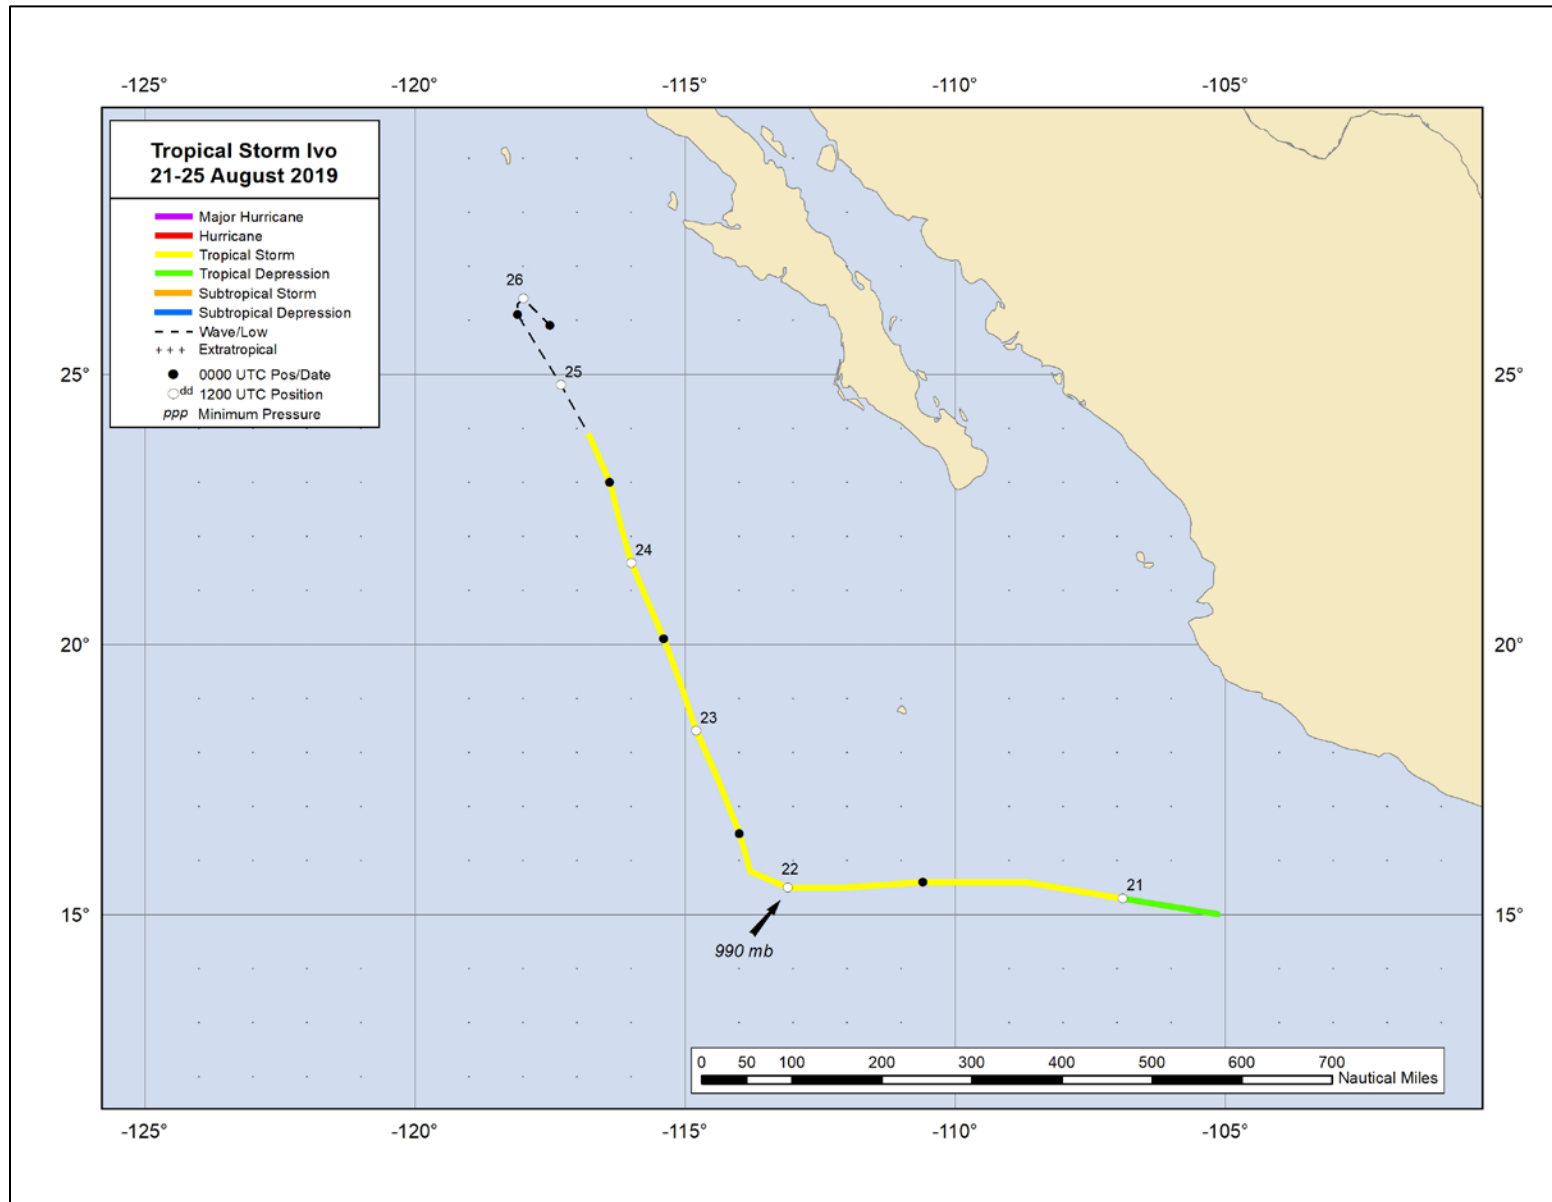 -125° -120° -115° -110° -105°
Tropical Storm Ivo
21-25 August 2019
Major Hurricane
Hurricane
Tropical Storm
Tropical Depression
Subtropical Storm
Subtropical Depression
Wave/Low
+++ Extratropical
0000 UTC Pos/Date
dd 1200 UTC Position
ppp Minimum Pressure
26
25
25° 25°
24
20° 20°
23
22
21
15° 15°
990 mb
0 50 100 200 300 400 500 600 700
Nautical Miles
-125° -120° -115° -110° -105°